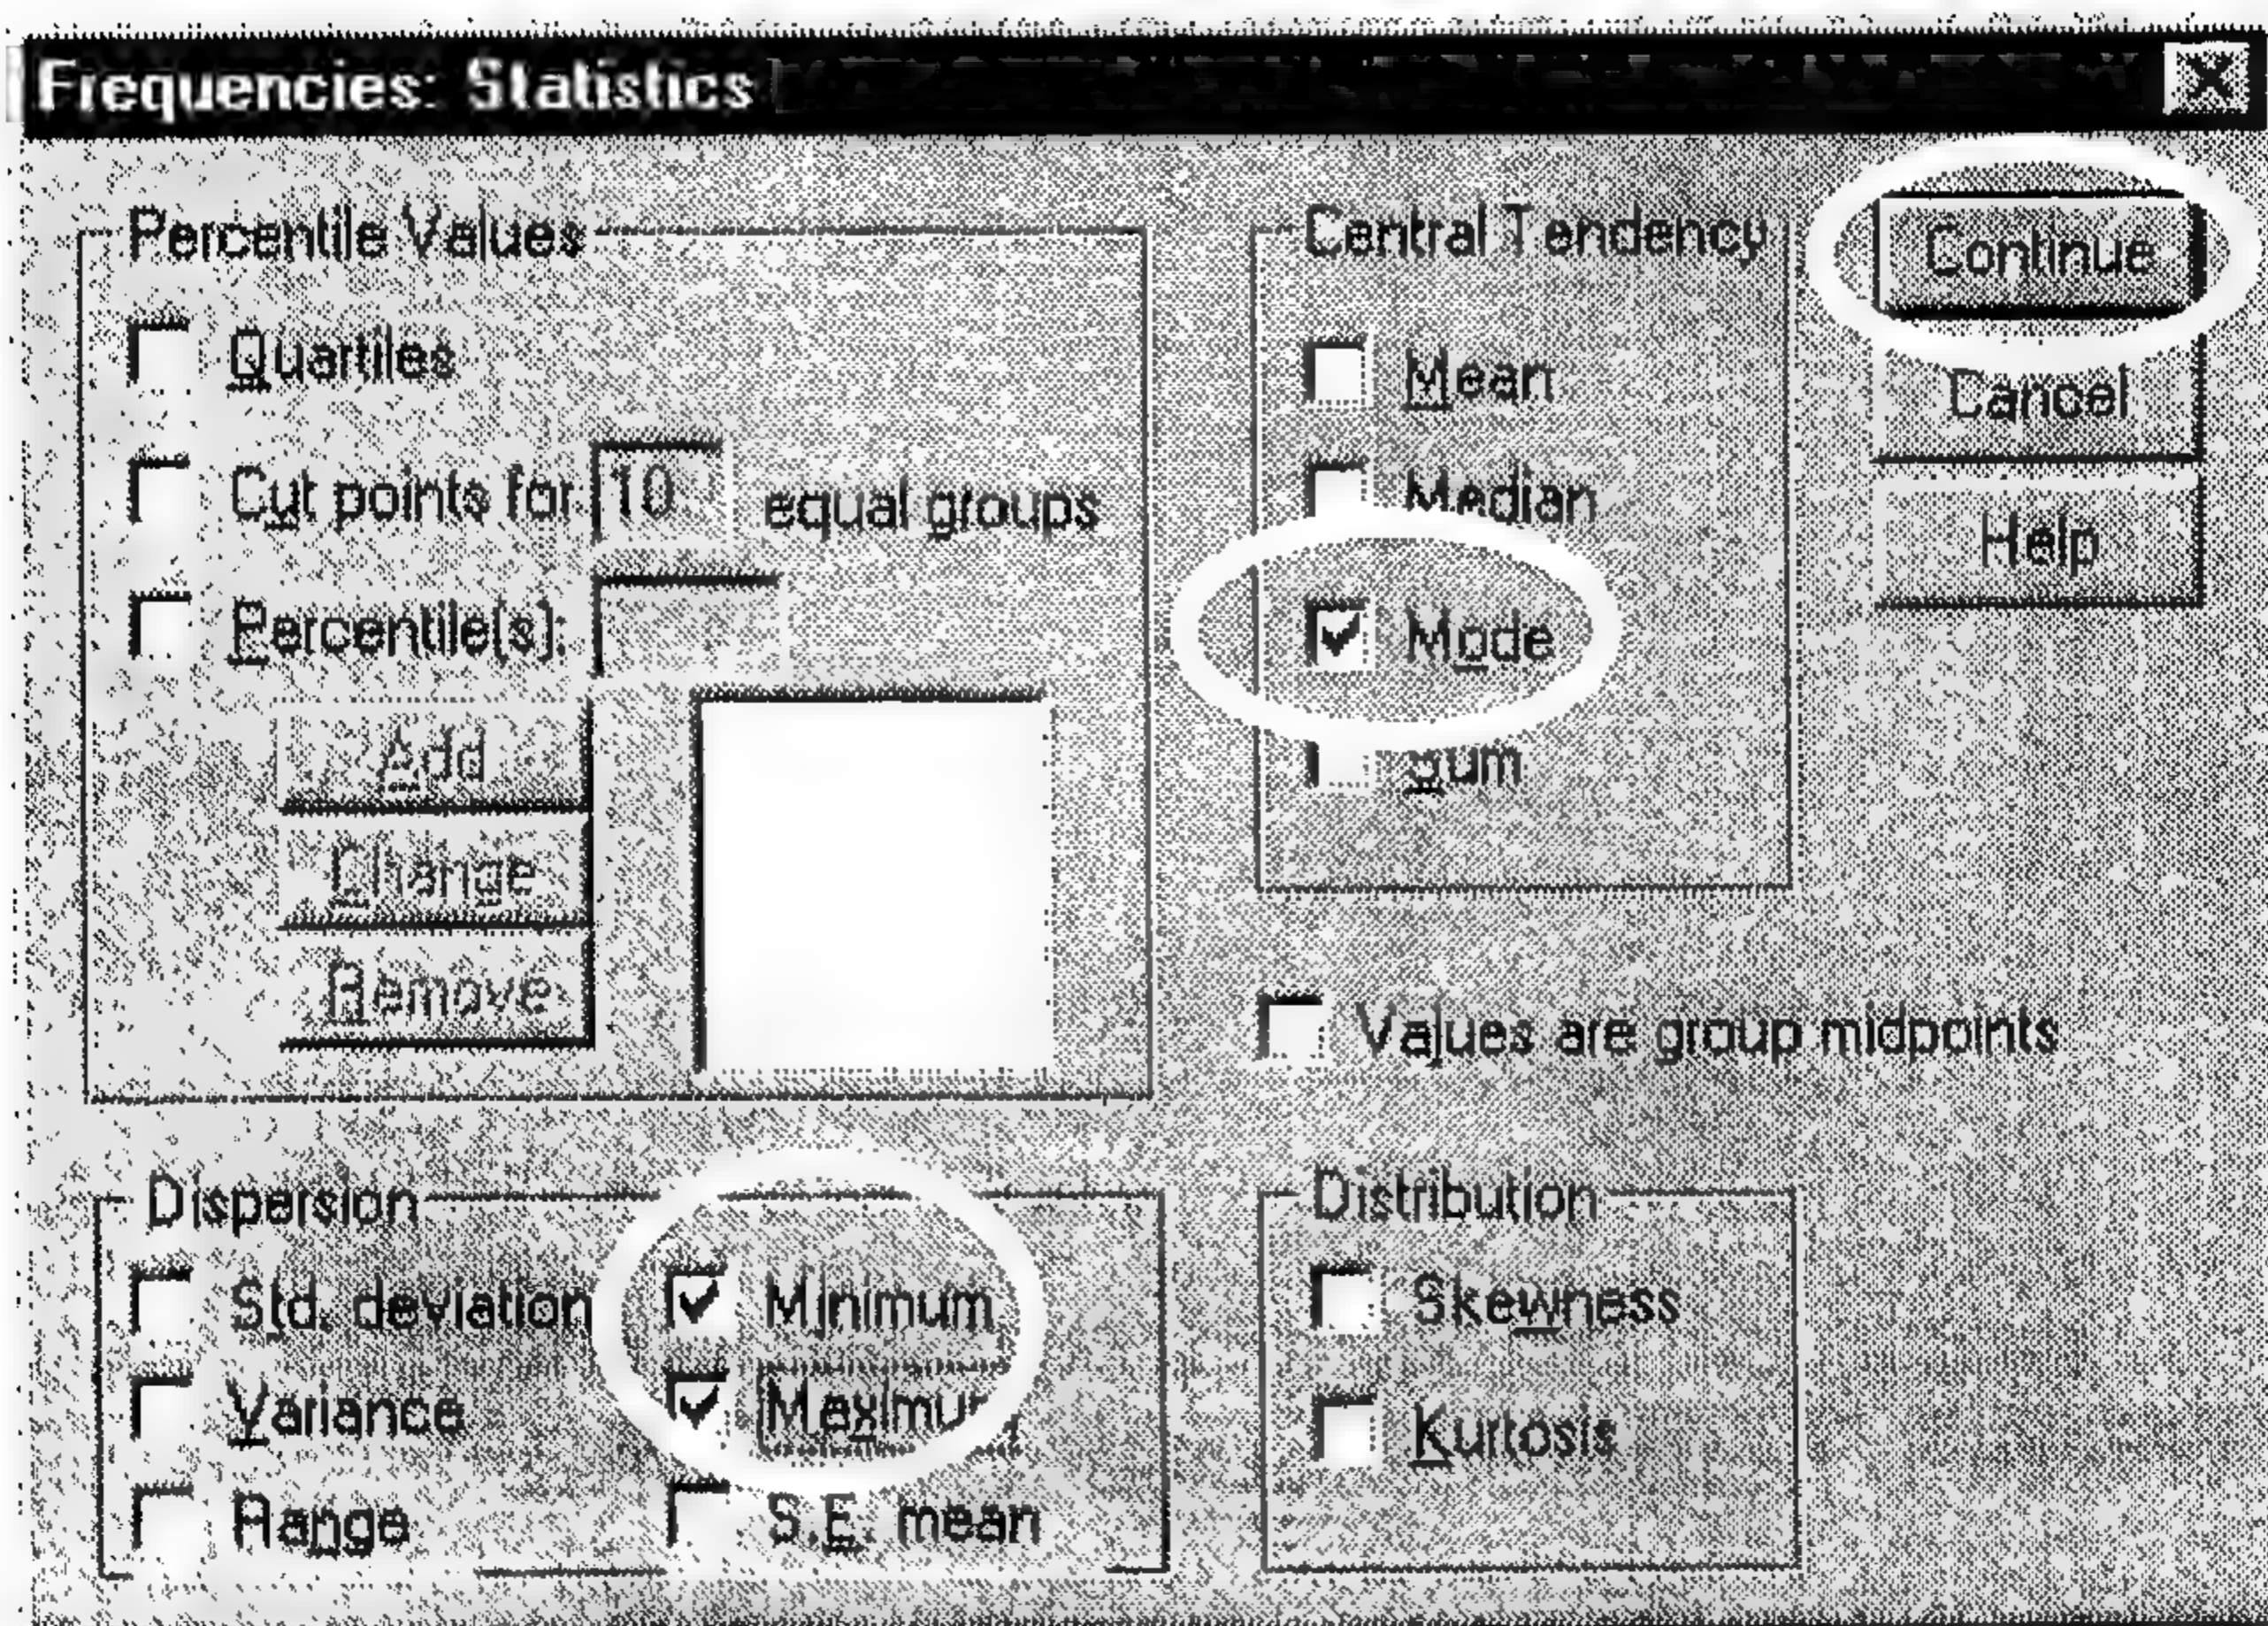 Frequencies: Statistics
Percentile Values
Quartiles
Cut points for 10 equal groups
Percentile(s):
Add
Change
Remove
Central Tendency
Mean
Median
Mode
Sum
Continue
Cancel
Help
Values are group midpoints
Dispersion
Std. deviation
Variance
Range
Minimum
Maximum
S.E. mean
Distribution
Skewness
Kurtosis